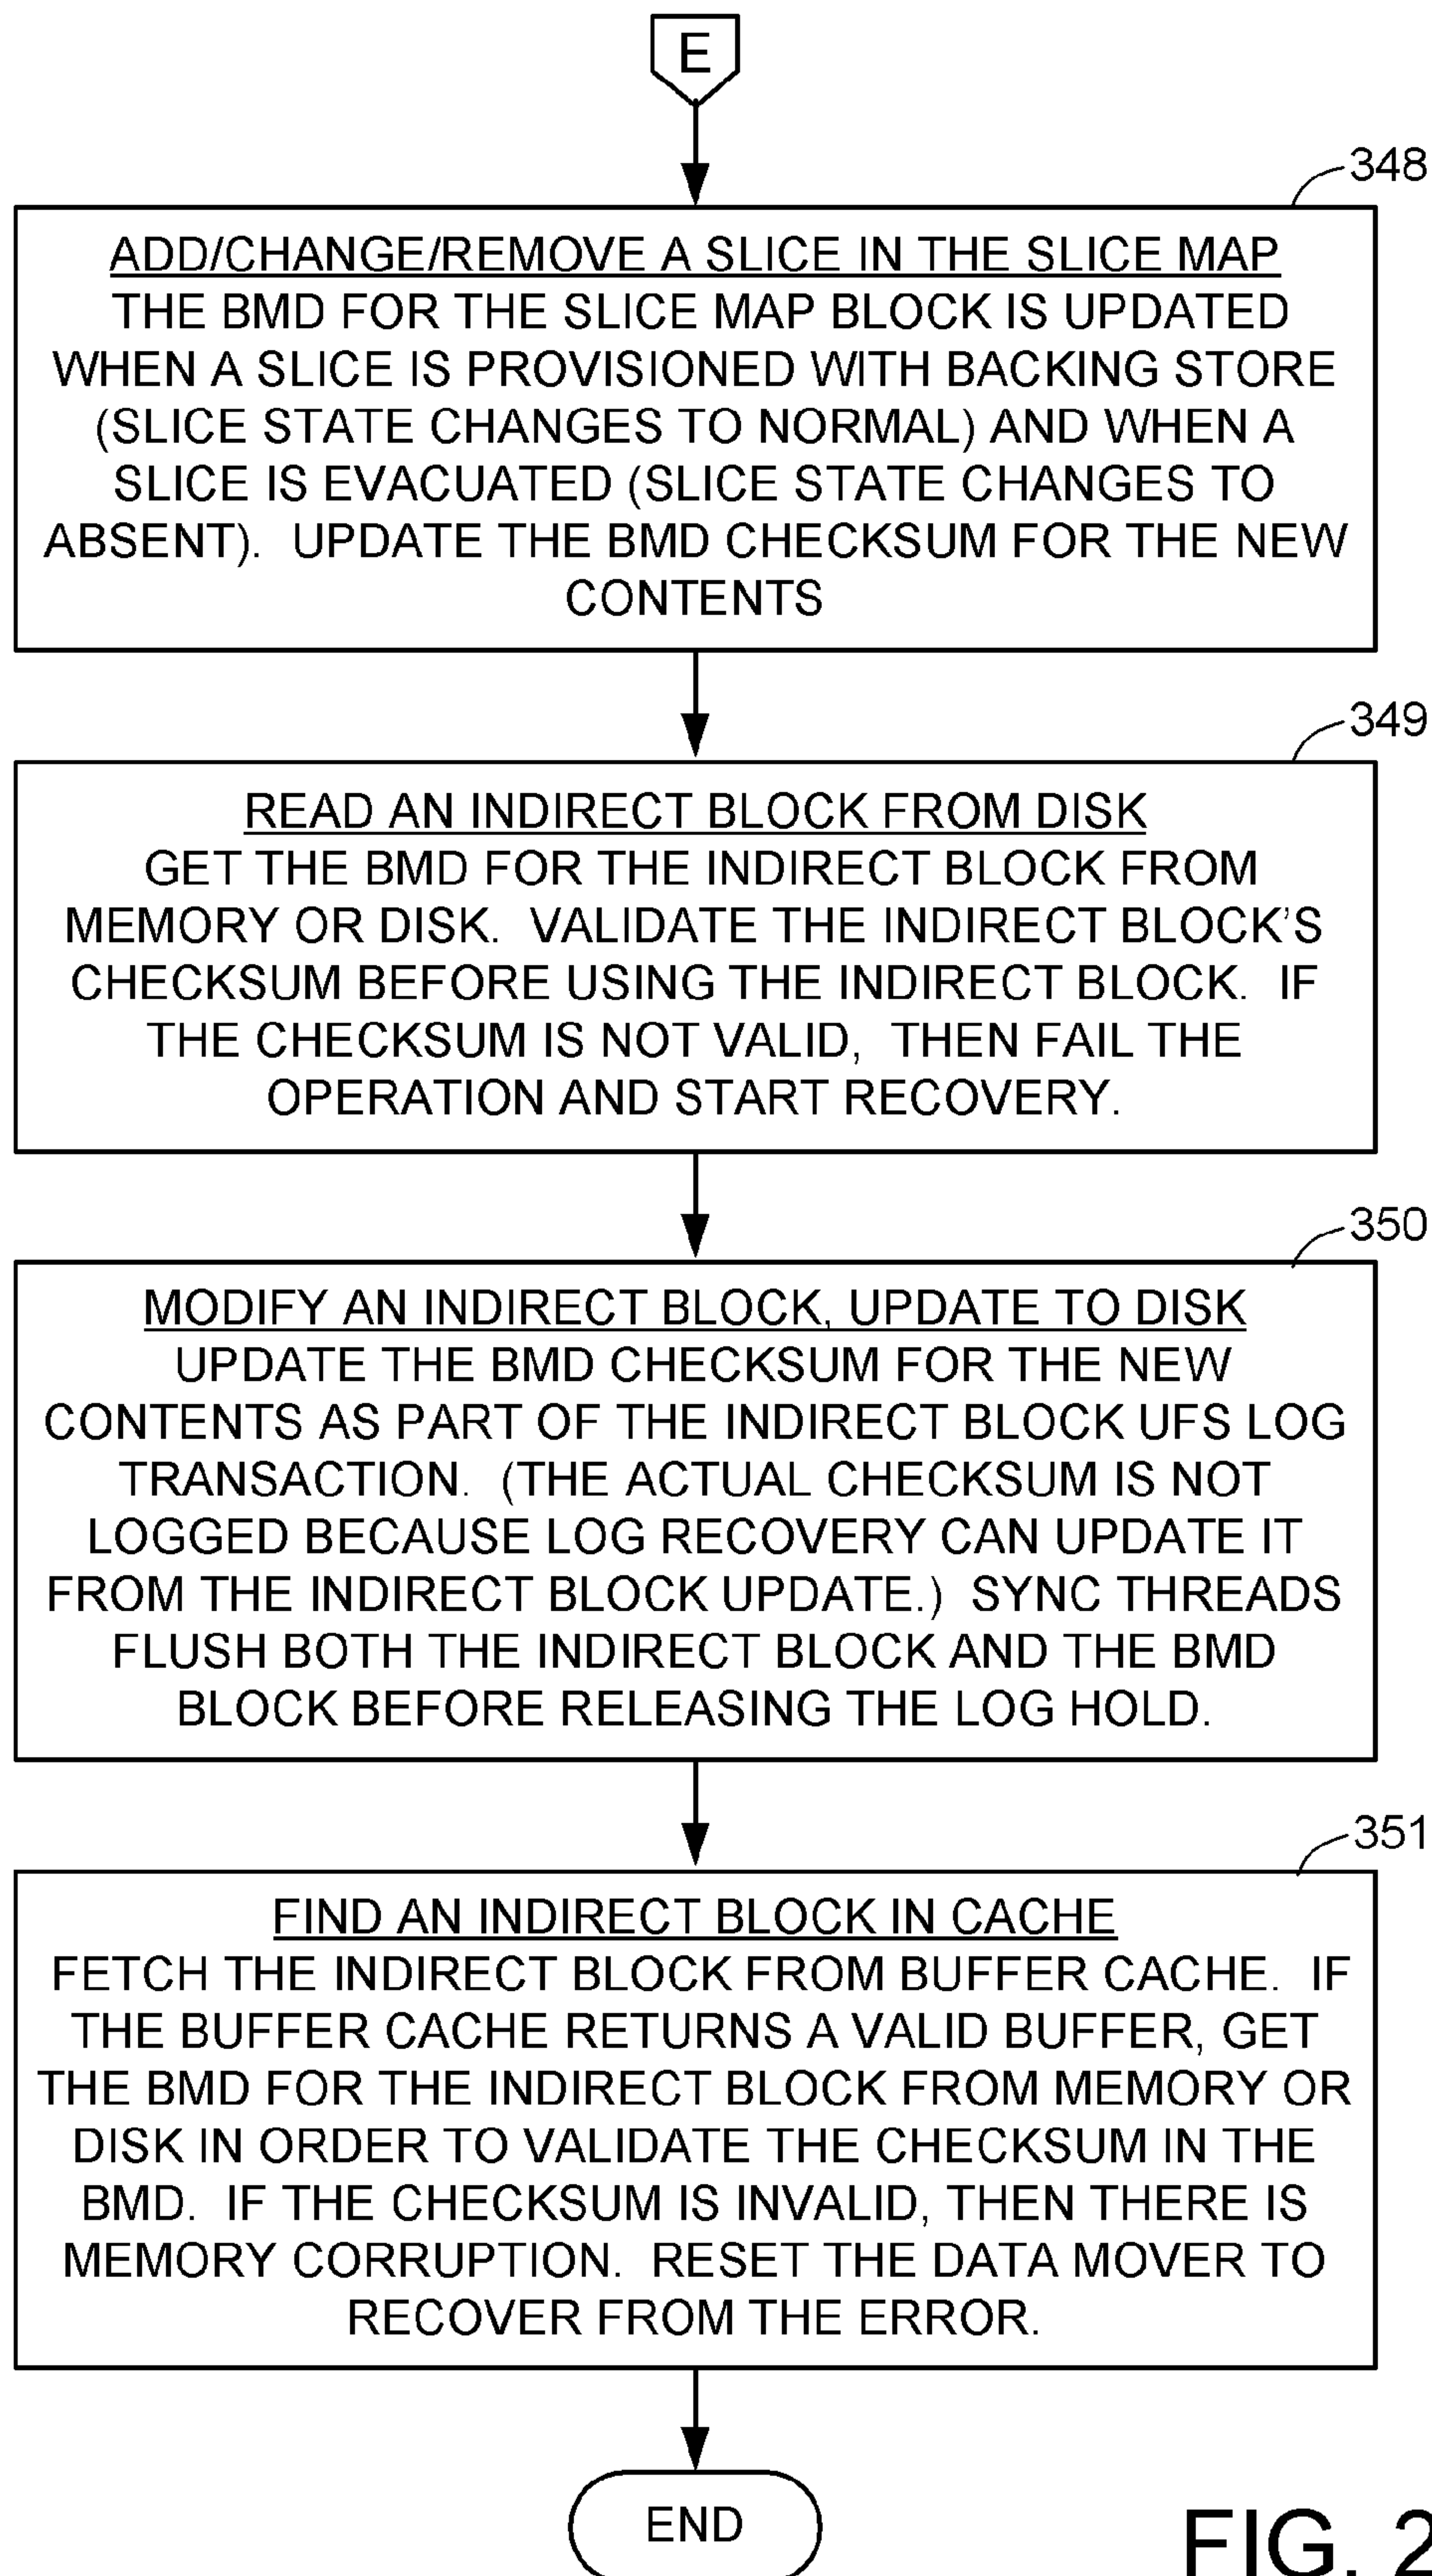 E
348
ADD/CHANGE/REMOVE A SLICE IN THE SLICE MAP
THE BMD FOR THE SLICE MAP BLOCK IS UPDATED
WHEN A SLICE IS PROVISIONED WITH BACKING STORE
(SLICE STATE CHANGES TO NORMAL) AND WHEN A
SLICE IS EVACUATED (SLICE STATE CHANGES TO
ABSENT). UPDATE THE BMD CHECKSUM FOR THE NEW
CONTENTS
349
READ AN INDIRECT BLOCK FROM DISK
GET THE BMD FOR THE INDIRECT BLOCK FROM
MEMORY OR DISK. VALIDATE THE INDIRECT BLOCK'S
CHECKSUM BEFORE USING THE INDIRECT BLOCK. IF
THE CHECKSUM IS NOT VALID, THEN FAIL THE
OPERATION AND START RECOVERY.
350
MODIFY AN INDIRECT BLOCK, UPDATE TO DISK
UPDATE THE BMD CHECKSUM FOR THE NEW
CONTENTS AS PART OF THE INDIRECT BLOCK UFS LOG
TRANSACTION. (THE ACTUAL CHECKSUM IS NOT
LOGGED BECAUSE LOG RECOVERY CAN UPDATE IT
FROM THE INDIRECT BLOCK UPDATE.) SYNC THREADS
FLUSH BOTH THE INDIRECT BLOCK AND THE BMD
BLOCK BEFORE RELEASING THE LOG HOLD.
351
FIND AN INDIRECT BLOCK IN CACHE
FETCH THE INDIRECT BLOCK FROM BUFFER CACHE. IF
THE BUFFER CACHE RETURNS A VALID BUFFER, GET
THE BMD FOR THE INDIRECT BLOCK FROM MEMORY OR
DISK IN ORDER TO VALIDATE THE CHECKSUM IN THE
BMD. IF THE CHECKSUM IS INVALID, THEN THERE IS
MEMORY CORRUPTION. RESET THE DATA MOVER TO
RECOVER FROM THE ERROR.
END
FIG. 2